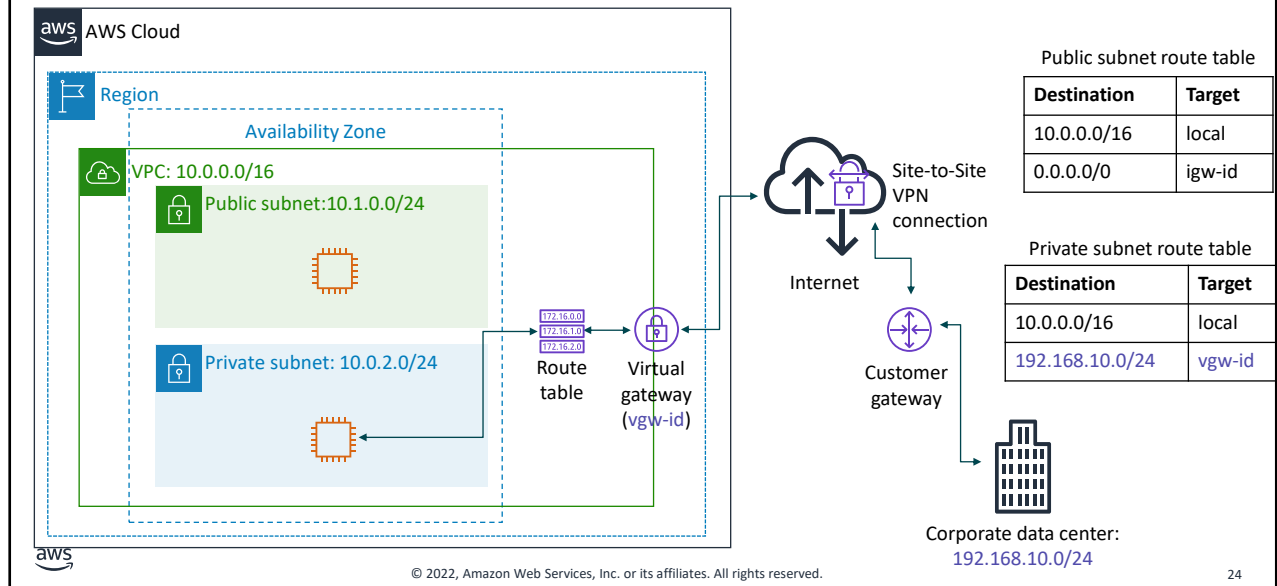 aws
AWS Cloud
Region
Availability Zone
VPC: 10.0.0.0/16
Public subnet:10.1.0.0/24
Private subnet: 10.0.2.0/24
172.16.0.0
172.16.1.0
172.16.2.0
Route
table
Virtual
gateway
(vgw-id)
Site-to-Site
VPN
connection
Internet
Customer
gateway
Corporate data center:
192.168.10.0/24
Public subnet route table
Destination Target
10.0.0.0/16 local
0.0.0.0/0 igw-id
Private subnet route table
Destination Target
10.0.0.0/16 local
192.168.10.0/24 vgw-id
aws
© 2022, Amazon Web Services, Inc. or its affiliates. All rights reserved.
24